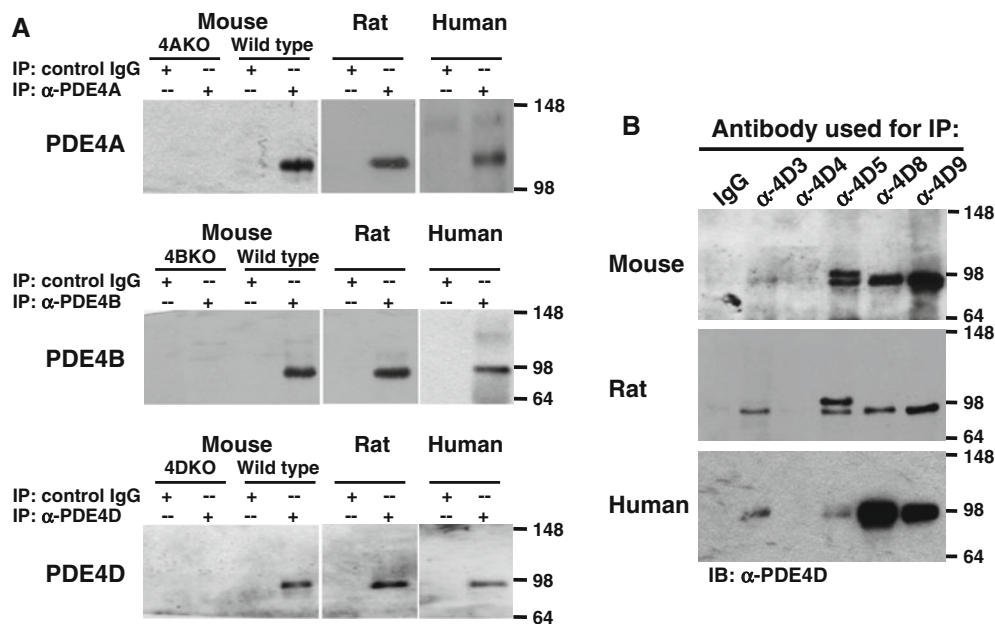 A
Mouse Rat Human
4AKO Wild type
IP: control IgG + -- + -- + -- + --
IP: α-PDE4A -- + -- + -- + -- +
PDE4A
148
98
Mouse Rat Human
4BKO Wild type
IP: control IgG + -- + -- + -- + --
IP: α-PDE4B -- + -- + -- + -- +
PDE4B
148
98
64
Mouse Rat Human
4DKO Wild type
IP: control IgG + -- + -- + -- + --
IP: α-PDE4D -- + -- + -- + -- +
PDE4D
148
98
64
B
Antibody used for IP:
IgG α-4D3 α-4D4 α-4D5 α-4D8 α-4D9
Mouse
148
98
64
Rat
148
98
64
Human
148
98
64
IB: α-PDE4D